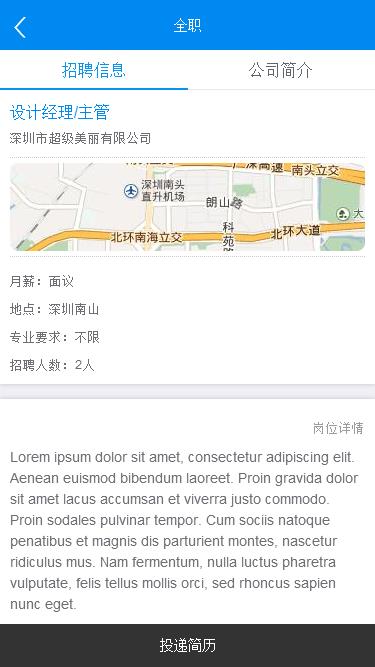 全职
招聘信息
公司简介
设计经理/主管
深圳市超级美丽有限公司
广深高速
南头立交
深圳南头
直升机场
朗山路
大
科
苑
北环南海立交
北环大道
月薪：面议
地点：深圳南山
专业要求：不限
招聘人数：2人
岗位详情
Lorem ipsum dolor sit amet, consectetur adipiscing elit.
Aenean euismod bibendum laoreet. Proin gravida dolor
sit amet lacus accumsan et viverra justo commodo.
Proin sodales pulvinar tempor. Cum sociis natoque
penatibus et magnis dis parturient montes, nascetur
ridiculus mus. Nam fermentum, nulla luctus pharetra
vulputate, felis tellus mollis orci, sed rhoncus sapien
nunc eget.
投递简历